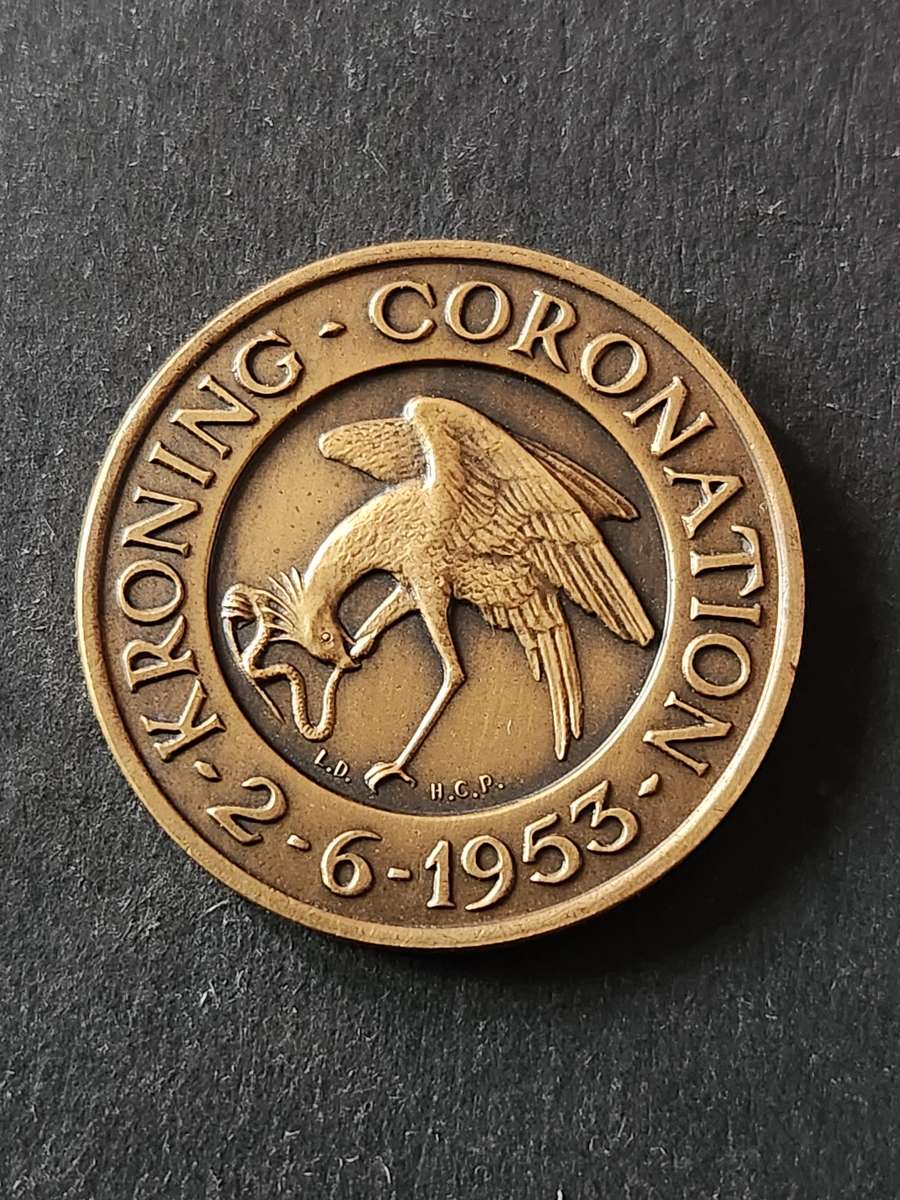 KRONING - CORONATION
- 2 - 6 - 1953 -
L.D. H.C.P.